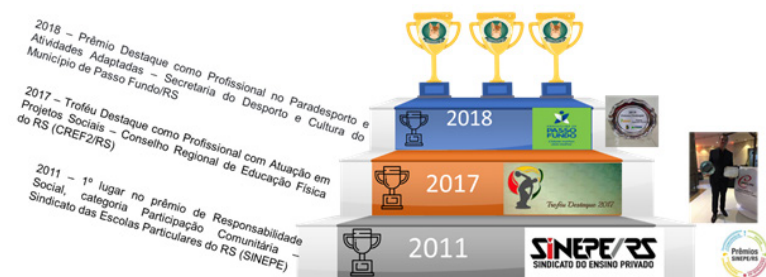 2018 – Prêmio Destaque como Profissional no Paradesporto e
Atividades Adaptadas – Secretaria do Desporto e Cultura do
Município de Passo Fundo/RS
2017 – Troféu Destaque como Profissional com Atuação em
Projetos Sociais – Conselho Regional de Educação Física
do RS (CREF2/RS)
2011 – 1º lugar no prêmio de Responsabilidade
Social, categoria Participação Comunitária –
Sindicato das Escolas Particulares do RS (SINEPE)
2018
PASSO
FUNDO
2017
Troféu Destaque 2017
2011
SINEPE/RS
SINDICATO DO ENSINO PRIVADO
Prêmios
SINEPE/RS